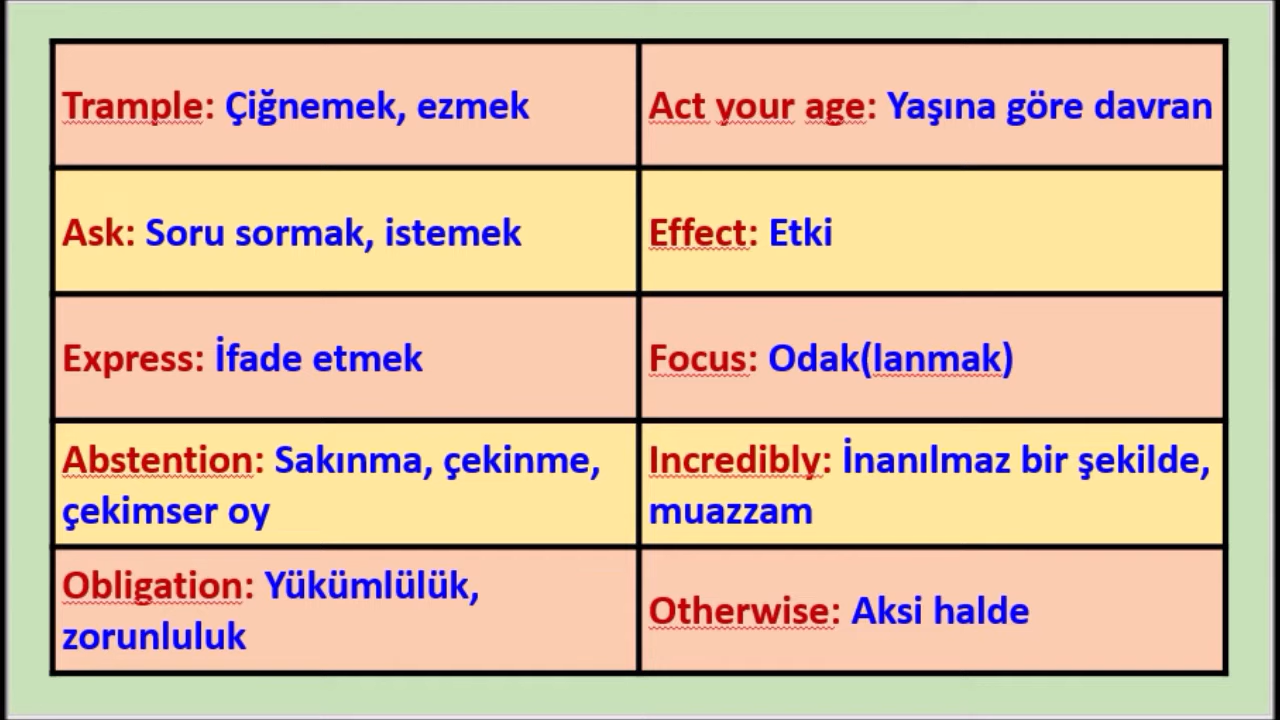 Trample: Çiğnemek, ezmek
Act your age: Yaşına göre davran
Ask: Soru sormak, istemek
Effect: Etki
Express: İfade etmek
Focus: Odak(lanmak)
Abstention: Sakınma, çekinme,
çekimser oy
Incredibly: İnanılmaz bir şekilde,
muazzam
Obligation: Yükümlülük,
zorunluluk
Otherwise: Aksi halde